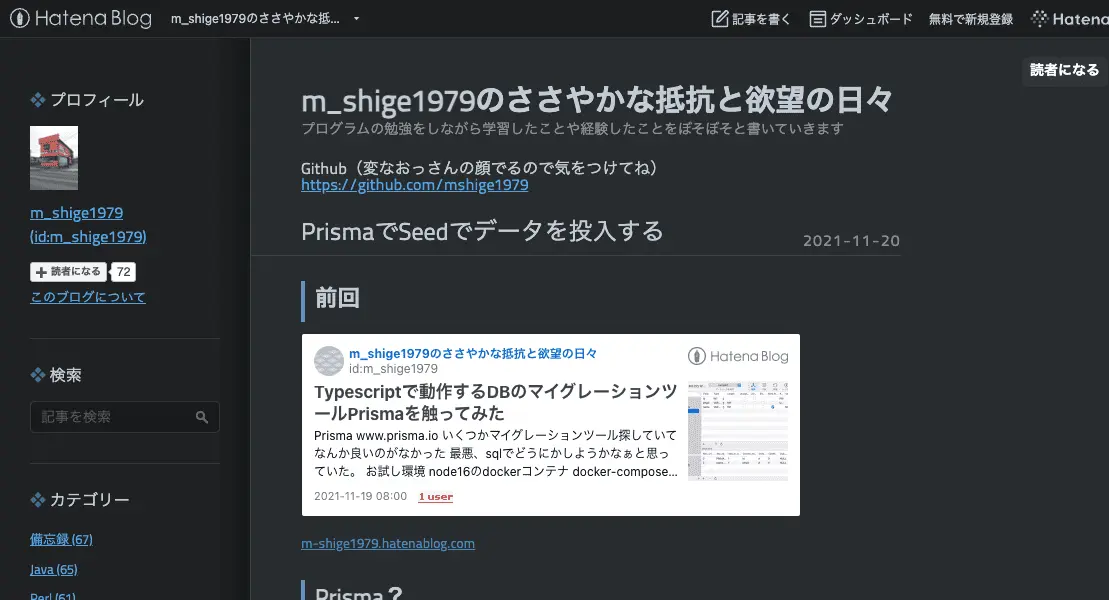 Hatena Blog
m_shige1979のささやかな抵...
記事を書く
ダッシュボード
無料で新規登録
Hatena
読者になる
プロフィール
m_shige1979
(id:m_shige1979)
読者になる 72
このブログについて
検索
記事を検索
カテゴリー
備忘録 (67)
Java (65)
Perl (61)
m_shige1979のささやかな抵抗と欲望の日々
プログラムの勉強をしながら学習したことや経験したことをぼそぼそと書いていきます
Github（変なおっさんの顔でるので気をつけてね）
https://github.com/mshige1979
PrismaでSeedでデータを投入する
2021-11-20
前回
m_shige1979のささやかな抵抗と欲望の日々
id:m_shige1979
Hatena Blog
Typescriptで動作するDBのマイグレーションツ
ールPrismaを触ってみた
Prisma www.prisma.io いくつかマイグレーションツール探していて
なんか良いのがなかった 最悪、sqlでどうにかしようかなぁと思っ
ていた。 お試し環境 node16のdockerコンテナ docker-compose...
2021-11-19 08:00 1 user
m-shige1979.hatenablog.com
Prisma？